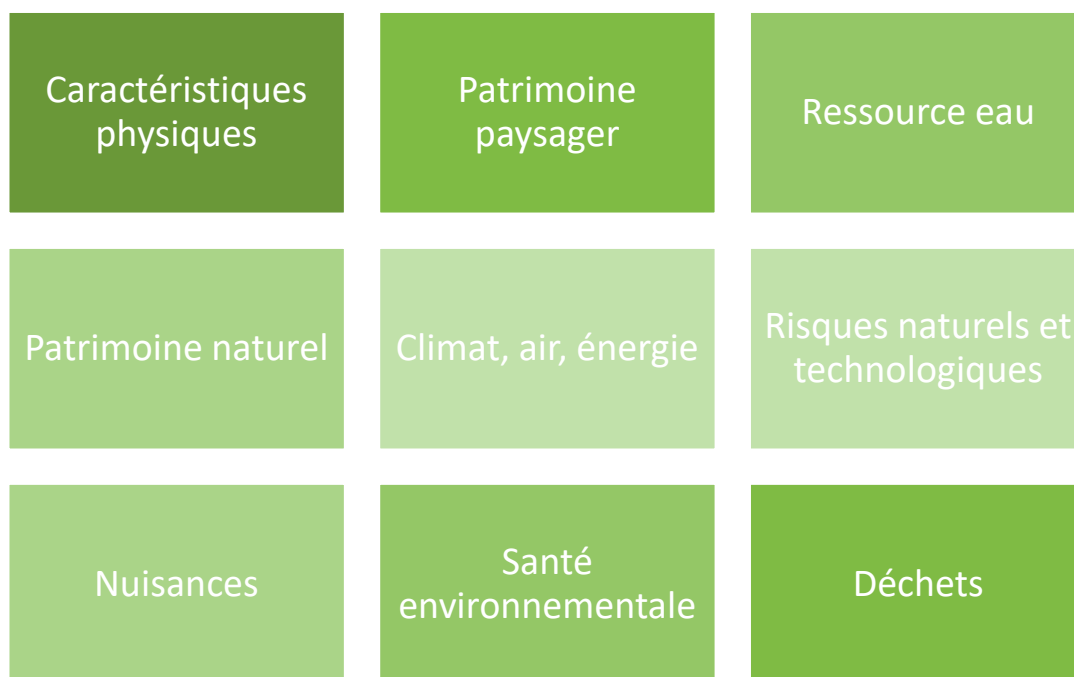 Caractéristiques
physiques
Patrimoine
paysager
Ressource eau
Patrimoine naturel
Climat, air, énergie
Risques naturels et
technologiques
Nuisances
Santé
environnementale
Déchets